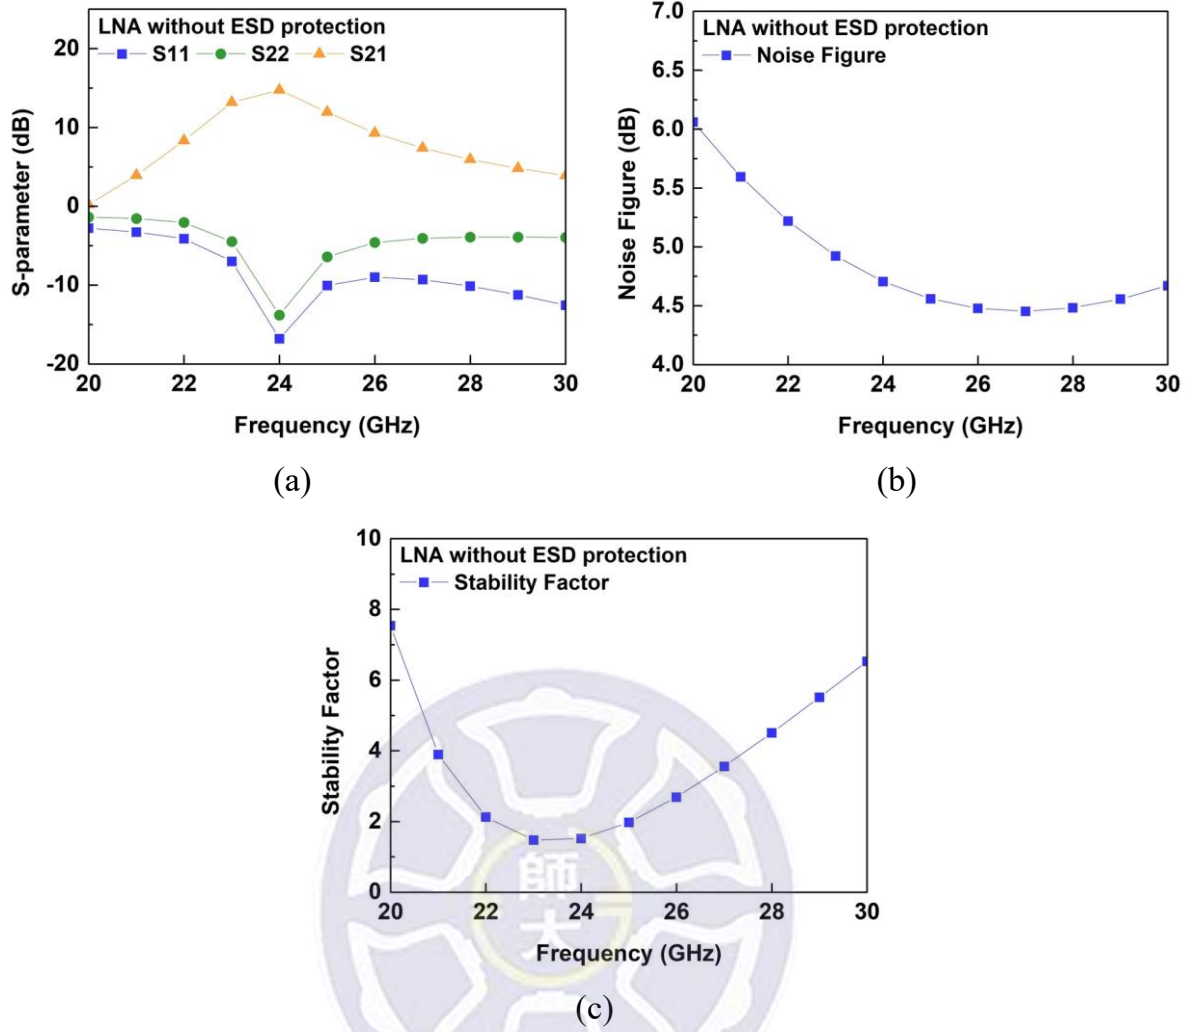 LNA without ESD protection
S11 S22 S21
20
10
0
-10
-20
S-parameter (dB)
20 22 24 26 28 30
Frequency (GHz)
(a)
LNA without ESD protection
Noise Figure
7.0
6.5
6.0
5.5
5.0
4.5
4.0
Noise Figure (dB)
20 22 24 26 28 30
Frequency (GHz)
(b)
LNA without ESD protection
Stability Factor
10
8
6
4
2
0
Stability Factor
20 22 24 26 28 30
Frequency (GHz)
師大
(c)